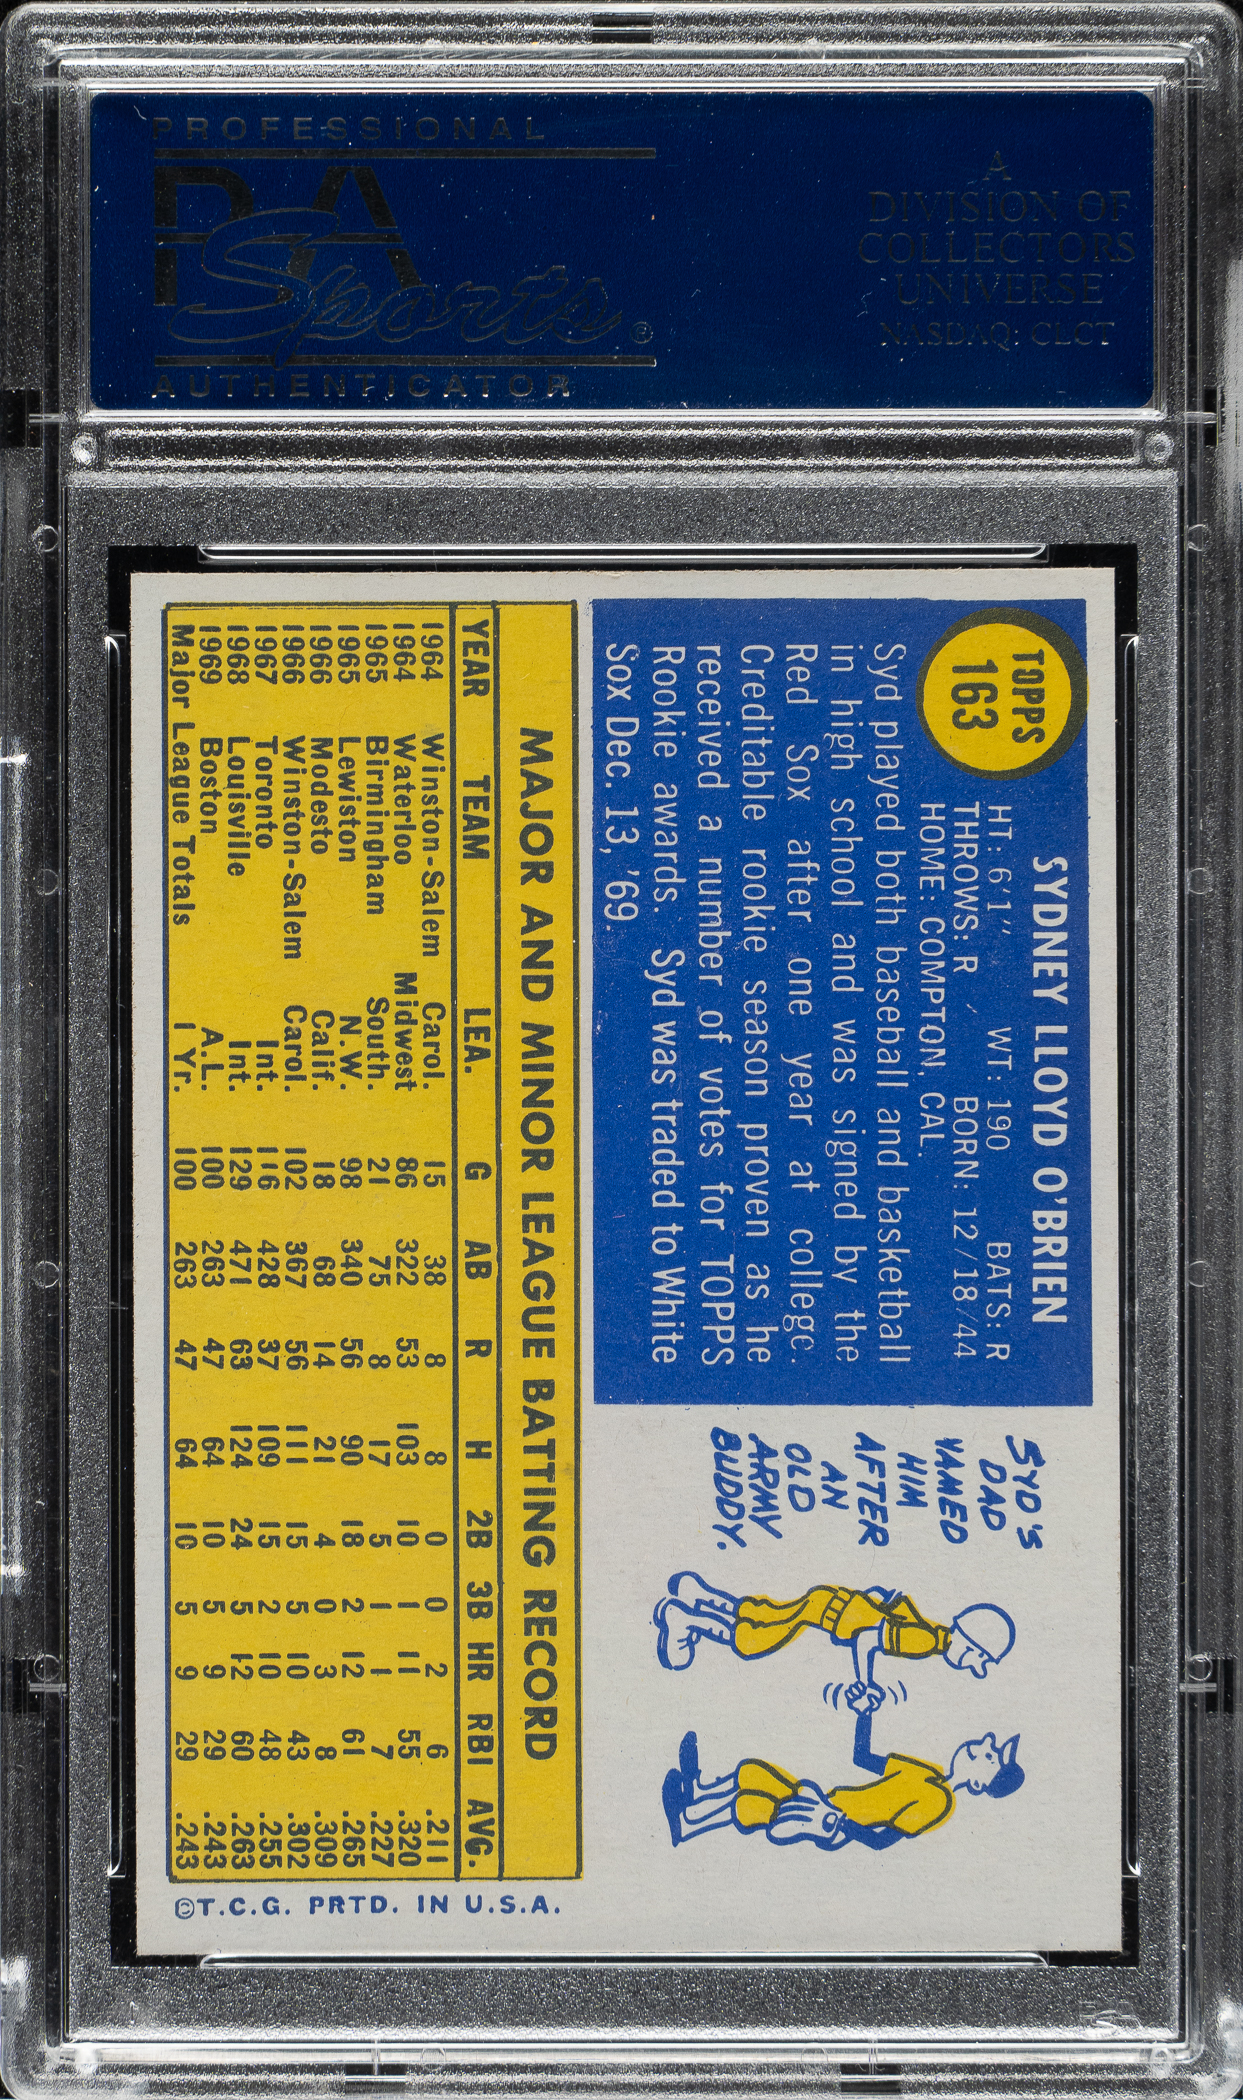 PROFESSIONAL
PSA
Sports ®
AUTHENTICATOR
A
DIVISION OF
COLLECTORS
UNIVERSE
NASDAQ: CLCT
TOPPS
163
SYDNEY LLOYD O'BRIEN
HT: 6'1" WT: 190 BATS: R
THROWS: R BORN: 12/18/44
HOME: COMPTON, CAL.
Syd played both baseball and basketball
in high school and was signed by the
Red Sox after one year at college.
Creditable rookie season proven as he
received a number of votes for TOPPS
Rookie awards. Syd was traded to White
Sox Dec. 13, '69.
SYD'S
DAD
NAMED
HIM
AFTER
AN
OLD
ARMY
BUDDY.
MAJOR AND MINOR LEAGUE BATTING RECORD
YEAR TEAM LEA. G AB R H 2B 3B HR RBI AVG.
1964 Winston-Salem Carol. 15 38 8 8 0 0 2 6 .211
1964 Waterloo Midwest 86 322 53 103 10 1 11 55 .320
1965 Birmingham South. 21 75 8 17 5 1 1 7 .227
1965 Lewiston N.W. 98 340 56 90 18 2 12 61 .265
1966 Modesto Calif. 18 68 14 21 4 0 3 8 .309
1966 Winston-Salem Carol. 102 367 56 111 15 5 10 43 .302
1967 Toronto Int. 116 428 37 109 15 2 10 48 .255
1968 Louisville Int. 129 471 63 124 24 5 12 60 .263
1969 Boston A.L. 100 263 47 64 10 5 9 29 .243
Major League Totals 1 Yr. 100 263 47 64 10 5 9 29 .243
©T.C.G. PRTD. IN U.S.A.